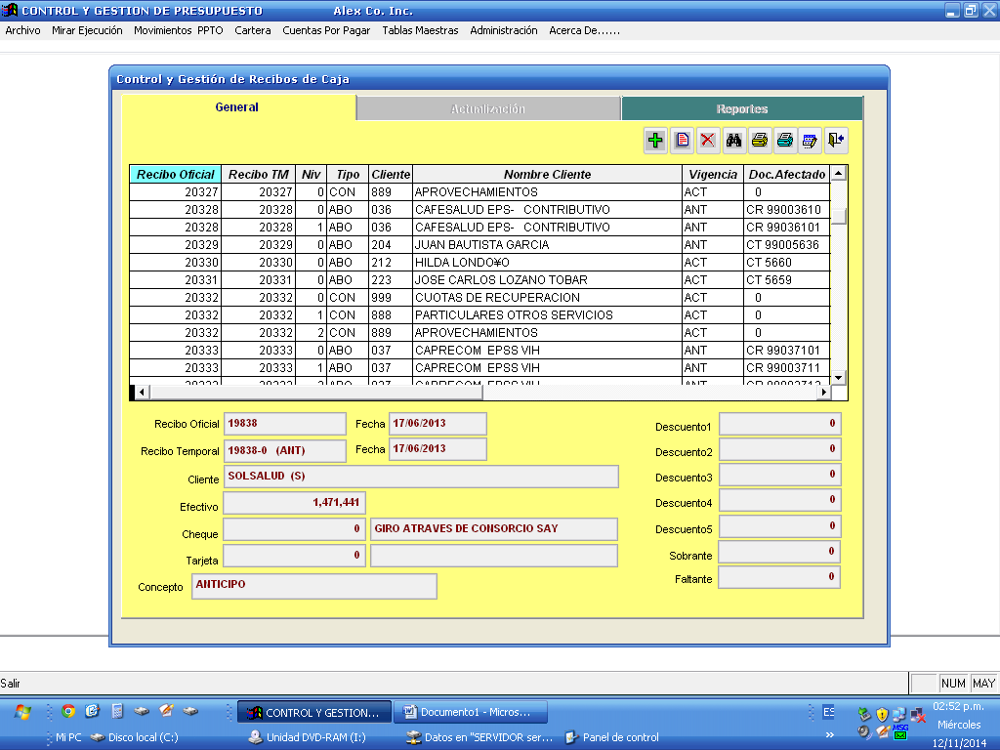 CONTROL Y GESTION DE PRESUPUESTO Alex Co. Inc.
Archivo Mirar Ejecución Movimientos PPTO Cartera Cuentas Por Pagar Tablas Maestras Administración Acerca De......
Control y Gestión de Recibos de Caja
General Actualización Reportes
Recibo Oficial Recibo TM Niv Tipo Cliente Nombre Cliente Vigencia Doc.Afectado
20327 20327 0 CON 889 APROVECHAMIENTOS ACT 0
20328 20328 0 ABO 036 CAFESALUD EPS- CONTRIBUTIVO ANT CR 99003610
20328 20328 1 ABO 036 CAFESALUD EPS- CONTRIBUTIVO ANT CR 99036101
20329 20329 0 ABO 204 JUAN BAUTISTA GARCIA ANT CT 99005636
20330 20330 0 ABO 212 HILDA LONDO¥O ACT CT 5660
20331 20331 0 ABO 223 JOSE CARLOS LOZANO TOBAR ACT CT 5659
20332 20332 0 CON 999 CUOTAS DE RECUPERACION ACT 0
20332 20332 1 CON 888 PARTICULARES OTROS SERVICIOS ACT 0
20332 20332 2 CON 889 APROVECHAMIENTOS ACT 0
20333 20333 0 ABO 037 CAPRECOM EPSS VIH ANT CR 99037101
20333 20333 1 ABO 037 CAPRECOM EPSS VIH ANT CR 99003711
Recibo Oficial 19838 Fecha 17/06/2013 Descuento1 0
Recibo Temporal 19838-0 (ANT) Fecha 17/06/2013 Descuento2 0
Cliente SOLSALUD (S) Descuento3 0
Efectivo 1,471,441 Descuento4 0
Cheque 0 GIRO ATRAVES DE CONSORCIO SAY Descuento5 0
Tarjeta 0 Sobrante 0
Concepto ANTICIPO Faltante 0
Salir NUM MAY
CONTROL Y GESTION... Documento1 - Micros... ES 02:52 p.m.
Miércoles
Mi PC Disco local (C:) Unidad DVD-RAM (I:) Datos en "SERVIDOR ser... Panel de control » MSG
12/11/2014